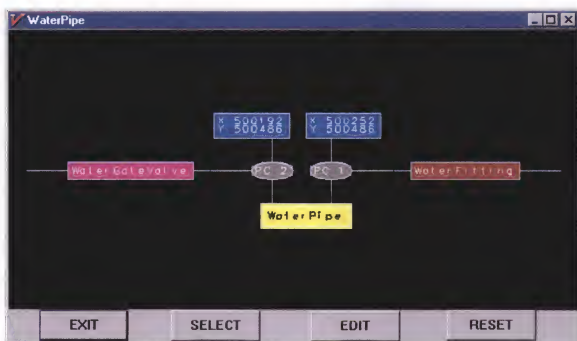 WaterPipe
X 500192
Y 500486
X 500252
Y 500486
WaterGateValve
PC 2
PC 1
WaterFitting
WaterPipe
EXIT
SELECT
EDIT
RESET